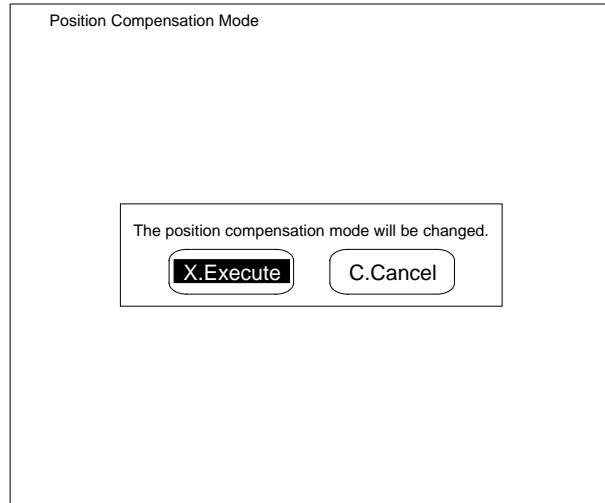 Position Compensation Mode
The position compensation mode will be changed.
X.Execute C.Cancel